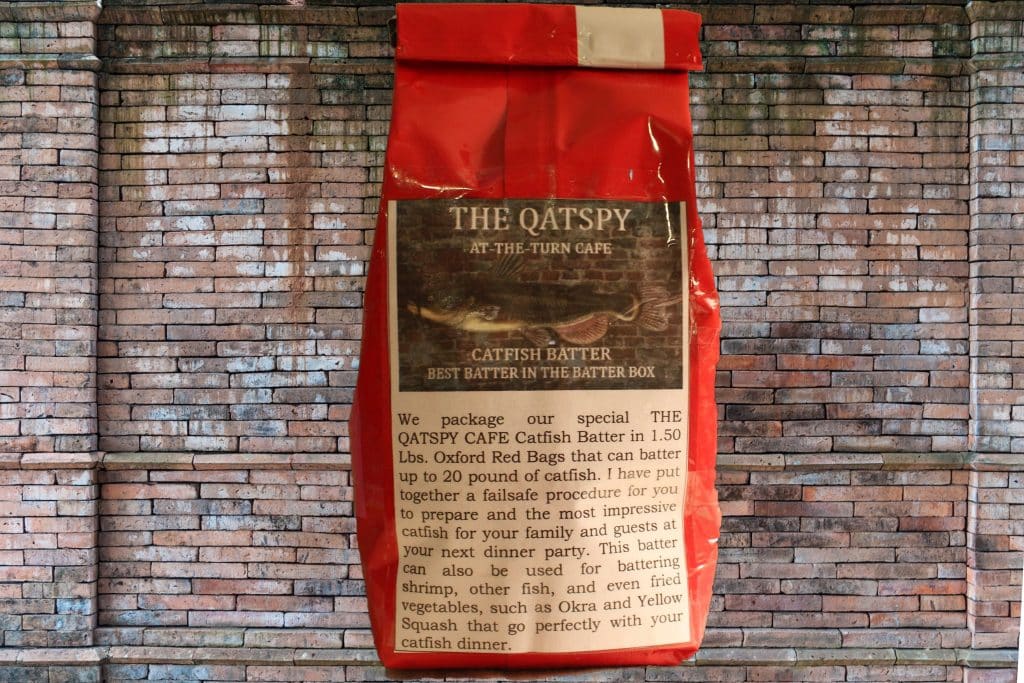 THE QATSPY
AT-THE-TURN CAFE
CATFISH BATTER
BEST BATTER IN THE BATTER BOX
We package our special THE
QATSPY CAFE Catfish Batter in 1.50
Lbs. Oxford Red Bags that can batter
up to 20 pound of catfish. I have put
together a failsafe procedure for you
to prepare and the most impressive
catfish for your family and guests at
your next dinner party. This batter
can also be used for battering
shrimp, other fish, and even fried
vegetables, such as Okra and Yellow
Squash that go perfectly with your
catfish dinner.